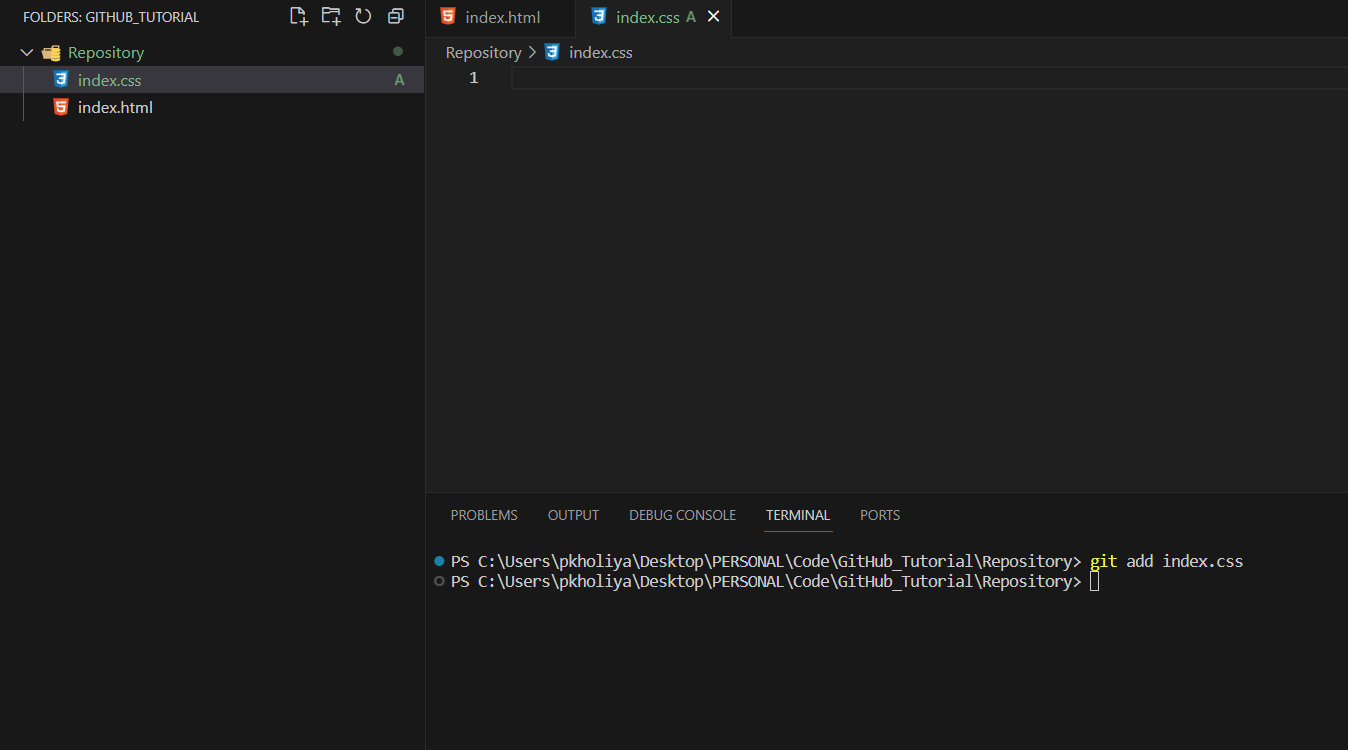 FOLDERS: GITHUB_TUTORIAL
Repository
index.css A
index.html
index.html index.css A
Repository > index.css
1
PROBLEMS OUTPUT DEBUG CONSOLE TERMINAL PORTS
PS C:\Users\pkholiya\Desktop\PERSONAL\Code\GitHub_Tutorial\Repository> git add index.css
PS C:\Users\pkholiya\Desktop\PERSONAL\Code\GitHub_Tutorial\Repository>